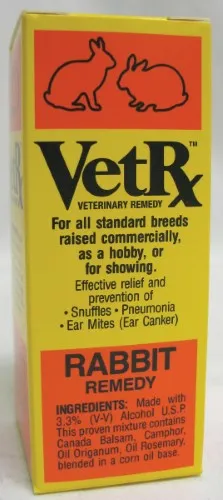 VetRx™
VETERINARY REMEDY
For all standard breeds
raised commercially,
as a hobby, or
for showing.
Effective relief and
prevention of
• Snuffles • Pneumonia
• Ear Mites (Ear Canker)
RABBIT
REMEDY
INGREDIENTS: Made with
3.3% (V-V) Alcohol U.S.P.
This proven mixture contains
Canada Balsam, Camphor,
Oil Origanum, Oil Rosemary,
blended in a corn oil base.